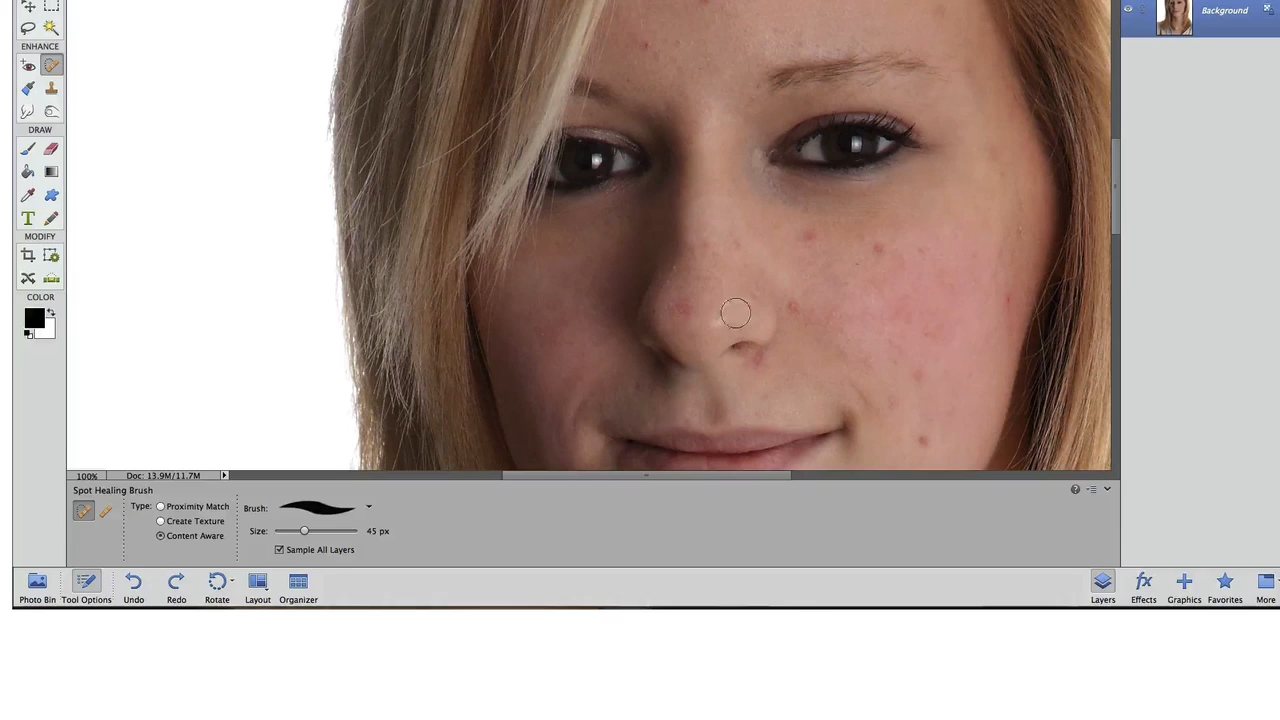 Background
ENHANCE
DRAW
T
MODIFY
COLOR
100% Doc: 13.9M/11.7M
Spot Healing Brush
Type: Proximity Match
Create Texture
Content Aware
Brush:
Size: 45 px
Sample All Layers
Photo Bin Tool Options Undo Redo Rotate Layout Organizer
fx
Layers Effects Graphics Favorites More